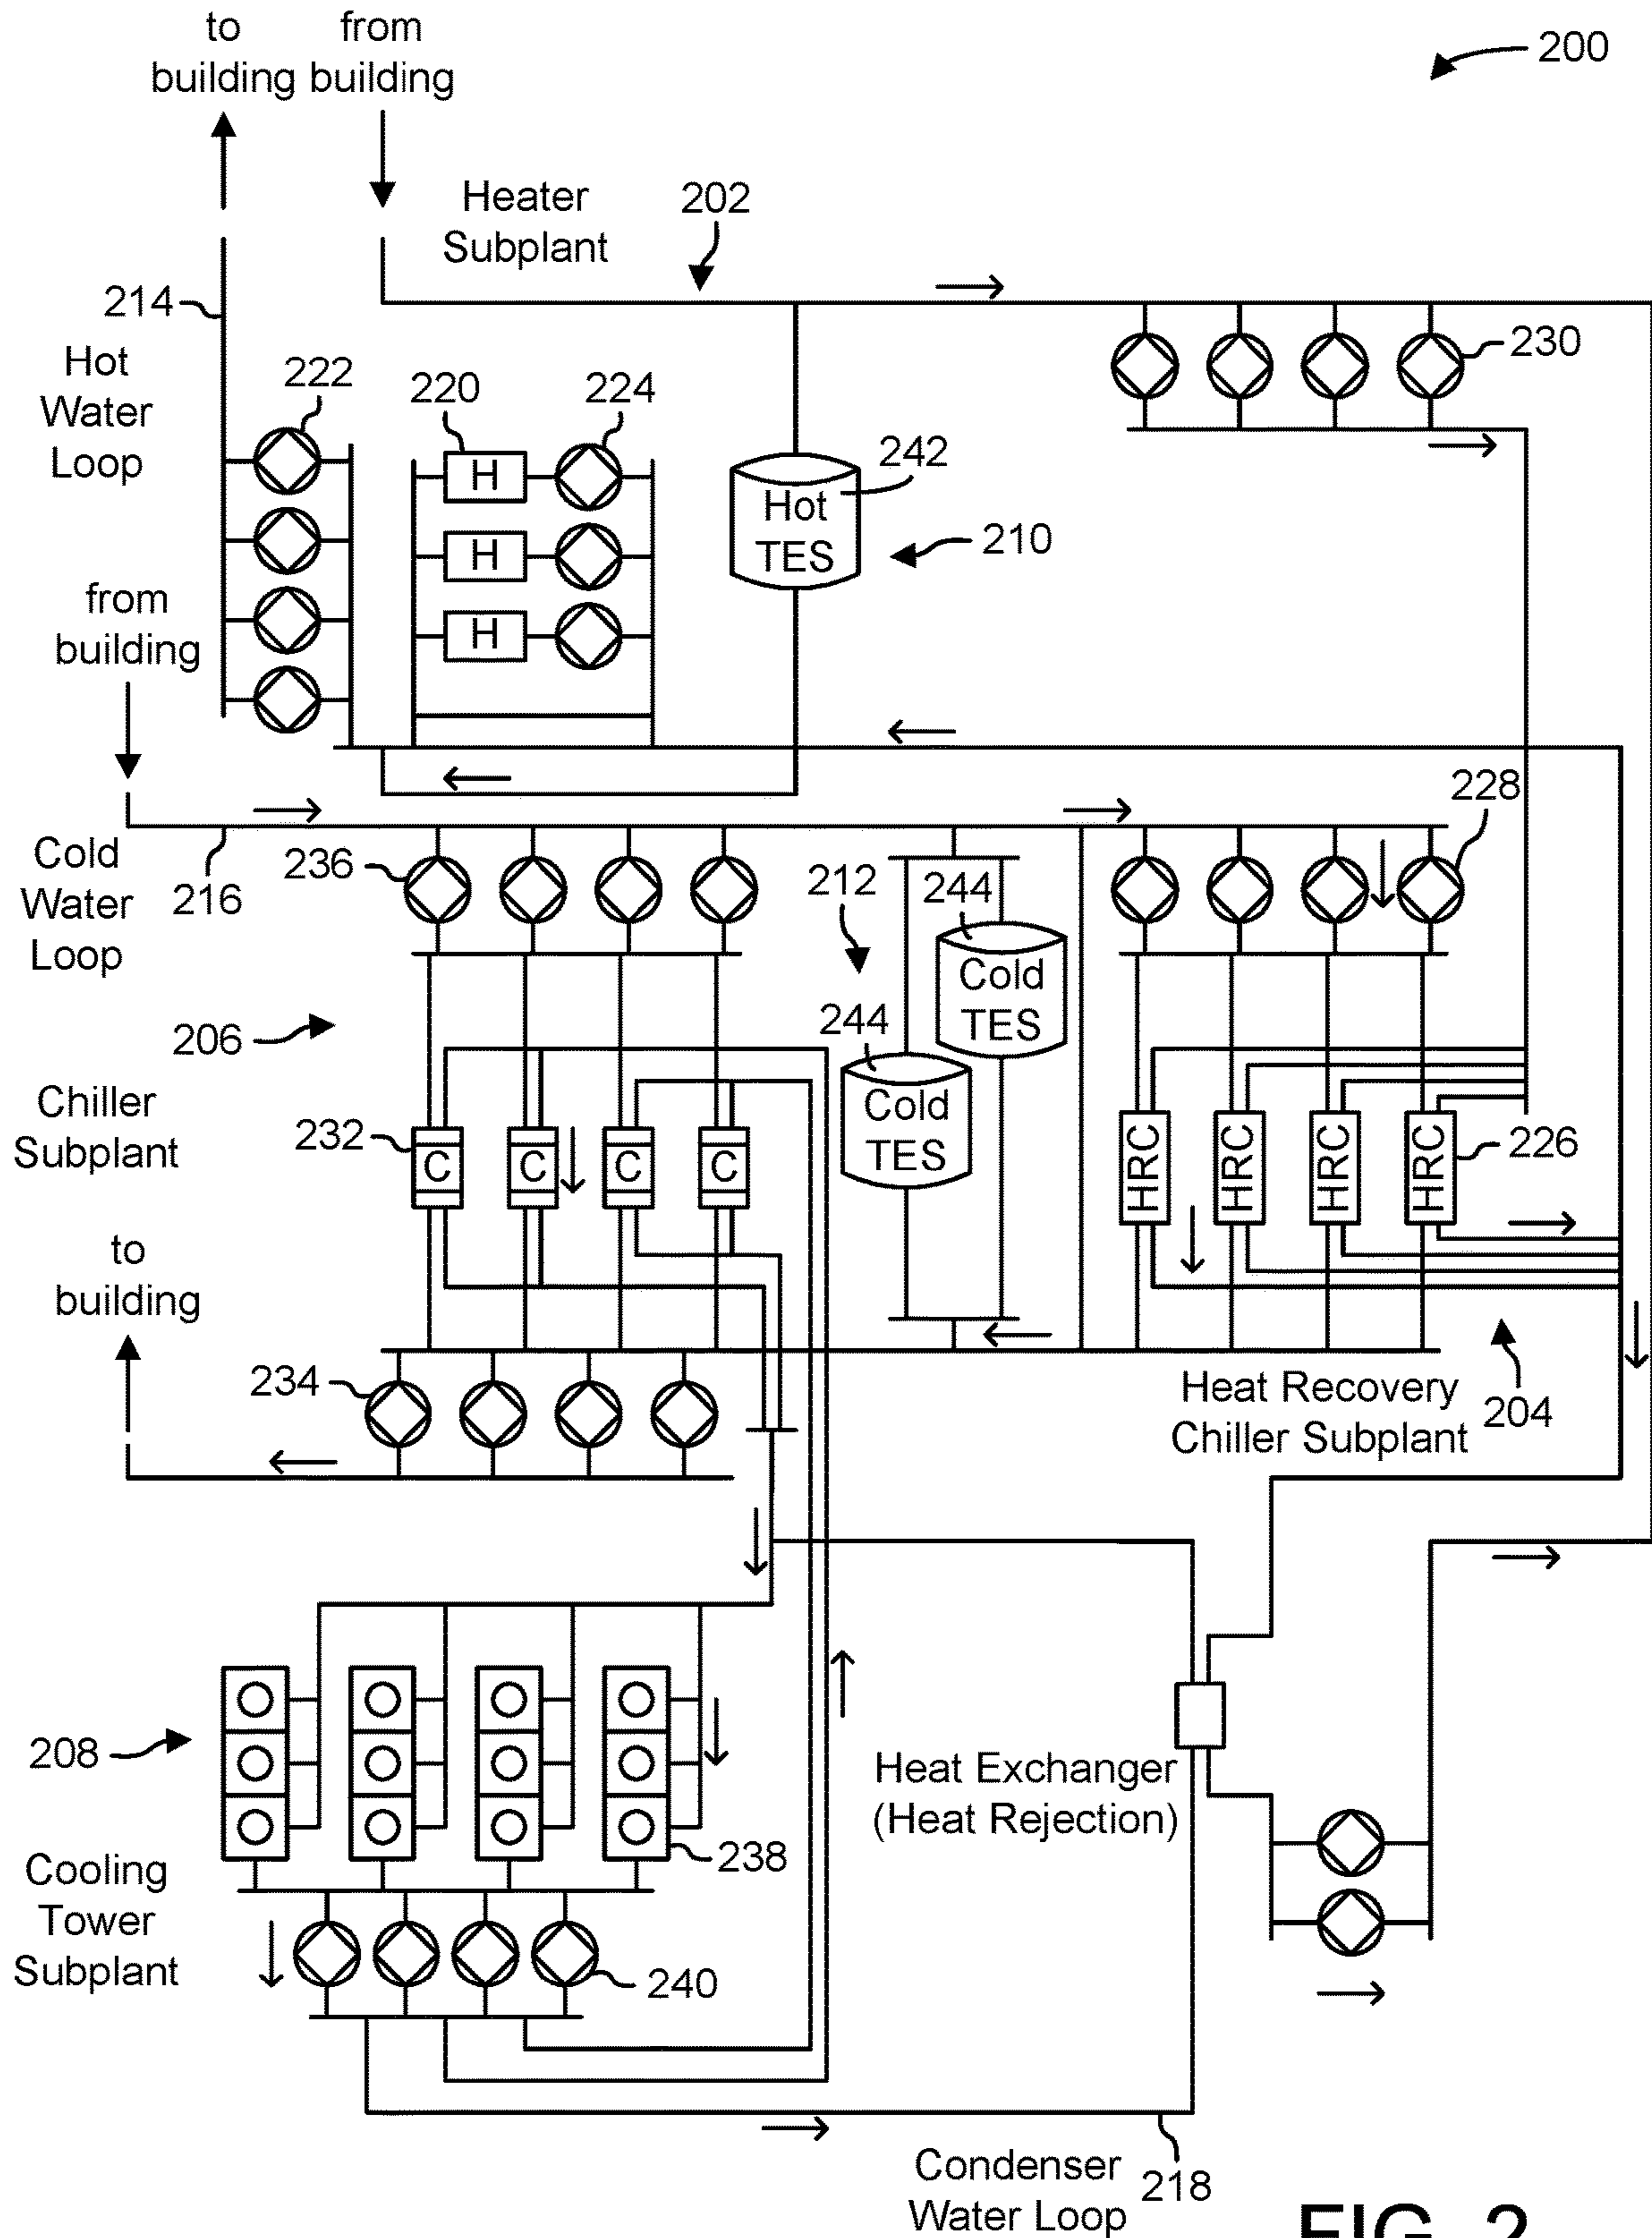 to from
building building
200
Heater
Subplant
202
214
Hot
Water
Loop
222
220
224
230
242
Hot
TES
210
H
H
H
from
building
228
Cold
Water
Loop
216
236
212
244
Cold
TES
244
Cold
TES
206
Chiller
Subplant
232
C
C
C
C
HRC
HRC
HRC
HRC
226
to
building
234
Heat Recovery
Chiller Subplant
204
208
Heat Exchanger
(Heat Rejection)
238
Cooling
Tower
Subplant
240
Condenser
Water Loop
218
FIG. 2